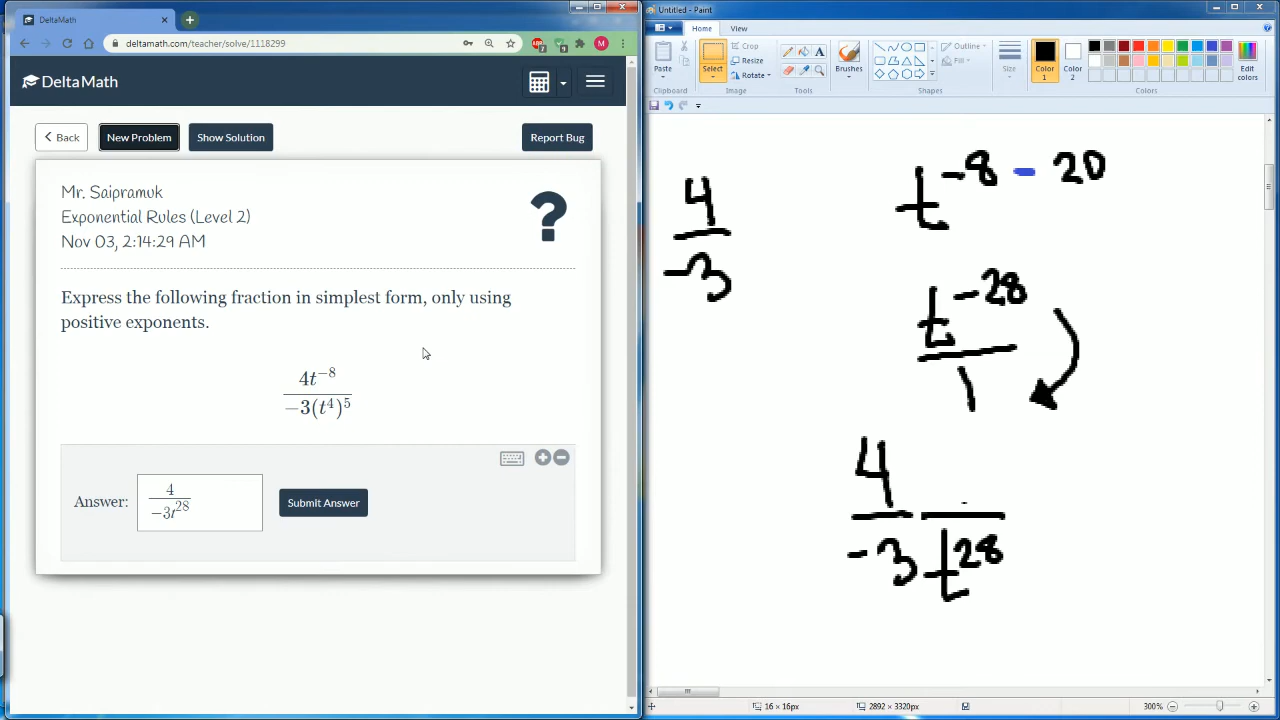 DeltaMath
deltamath.com/teacher/solve/1118299
DeltaMath
Back
New Problem
Show Solution
Report Bug
Mr. Saipramuk
Exponential Rules (Level 2)
Nov 03, 2:14:29 AM
?
Express the following fraction in simplest form, only using
positive exponents.
4t⁻⁸
−3(t⁴)⁵
Answer:
4
−3t²⁸
Submit Answer
Untitled - Paint
Home
View
Paste
Select
Crop
Resize
Rotate
Brushes
Outline
Fill
Size
Color
1
Color
2
Edit
colors
Clipboard
Image
Tools
Shapes
Colors
4
-3
t⁻⁸ ⁻ ²⁰
t⁻²⁸
1
4
-3 t²⁸
16 × 16px
2892 × 3320px
300%